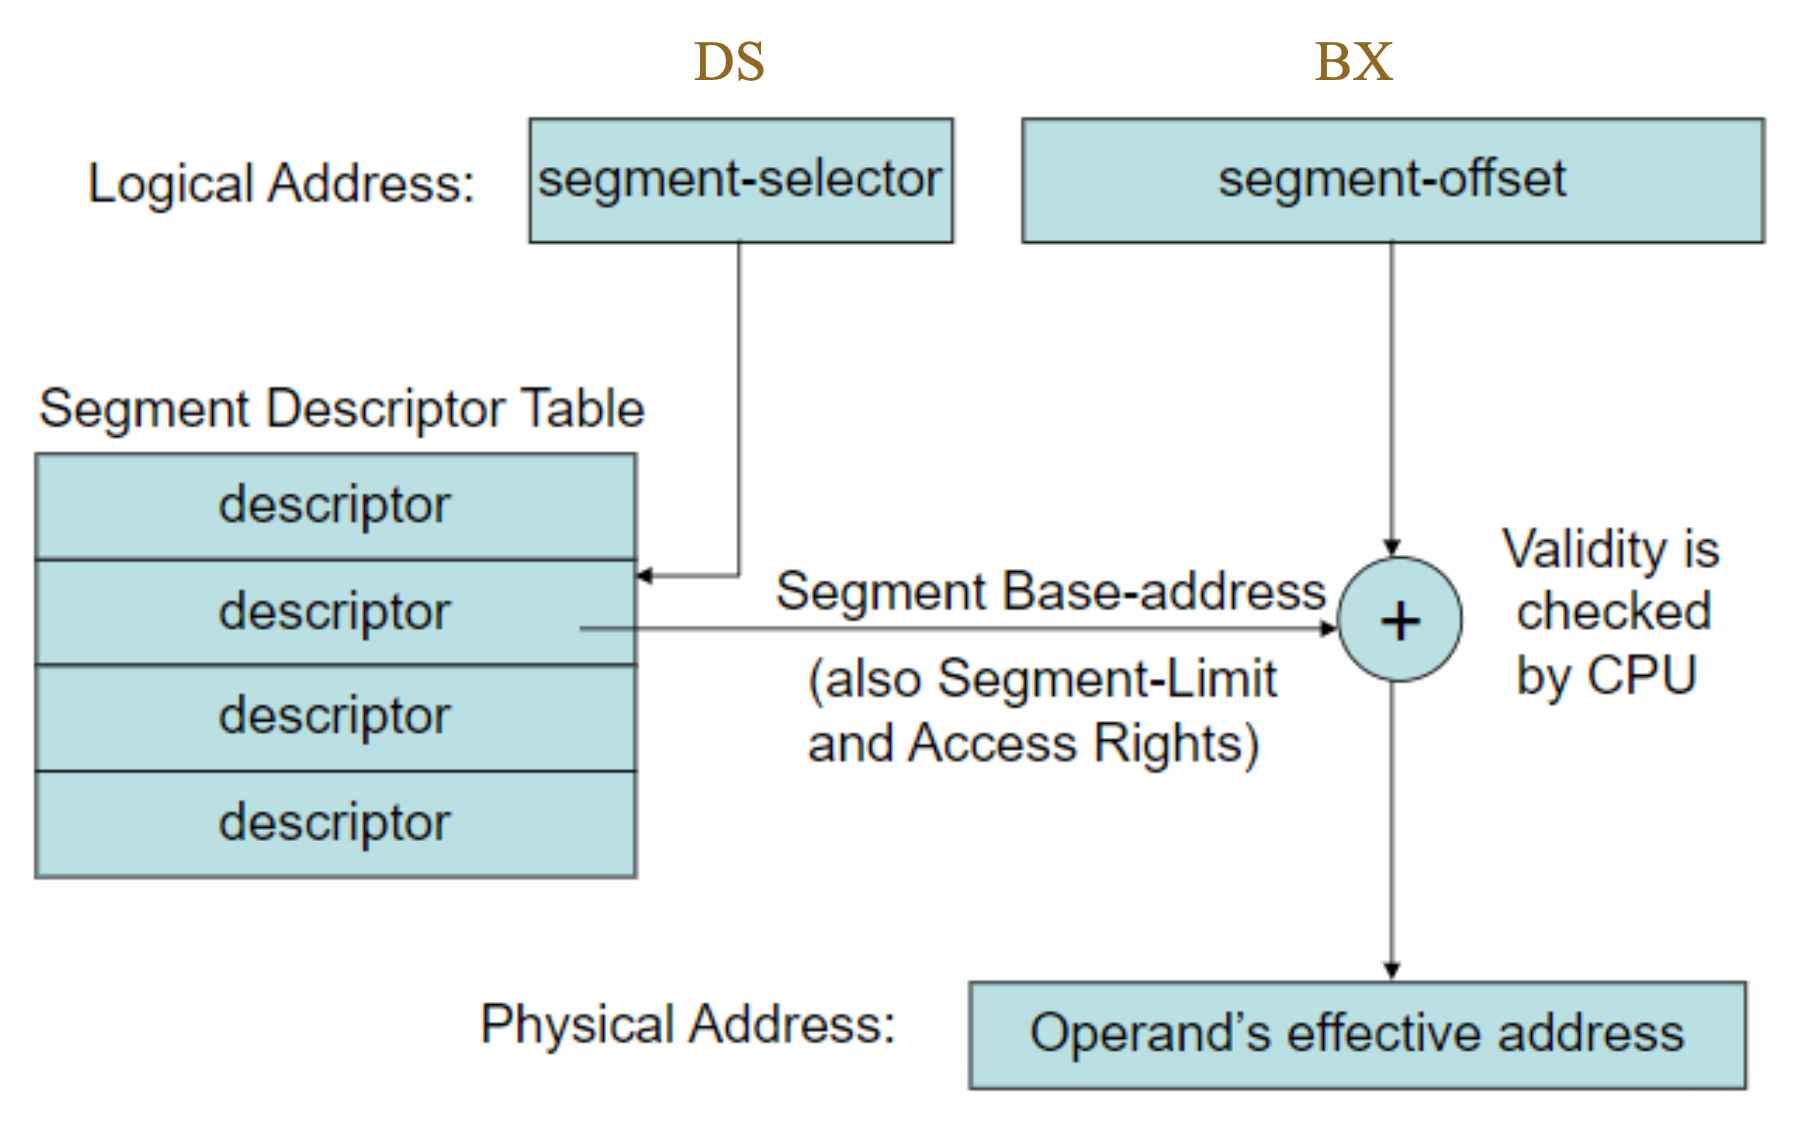 DS
BX
Logical Address:
segment-selector
segment-offset
Segment Descriptor Table
descriptor
descriptor
descriptor
descriptor
Segment Base-address
(also Segment-Limit
and Access Rights)
+
Validity is
checked
by CPU
Physical Address:
Operand’s effective address